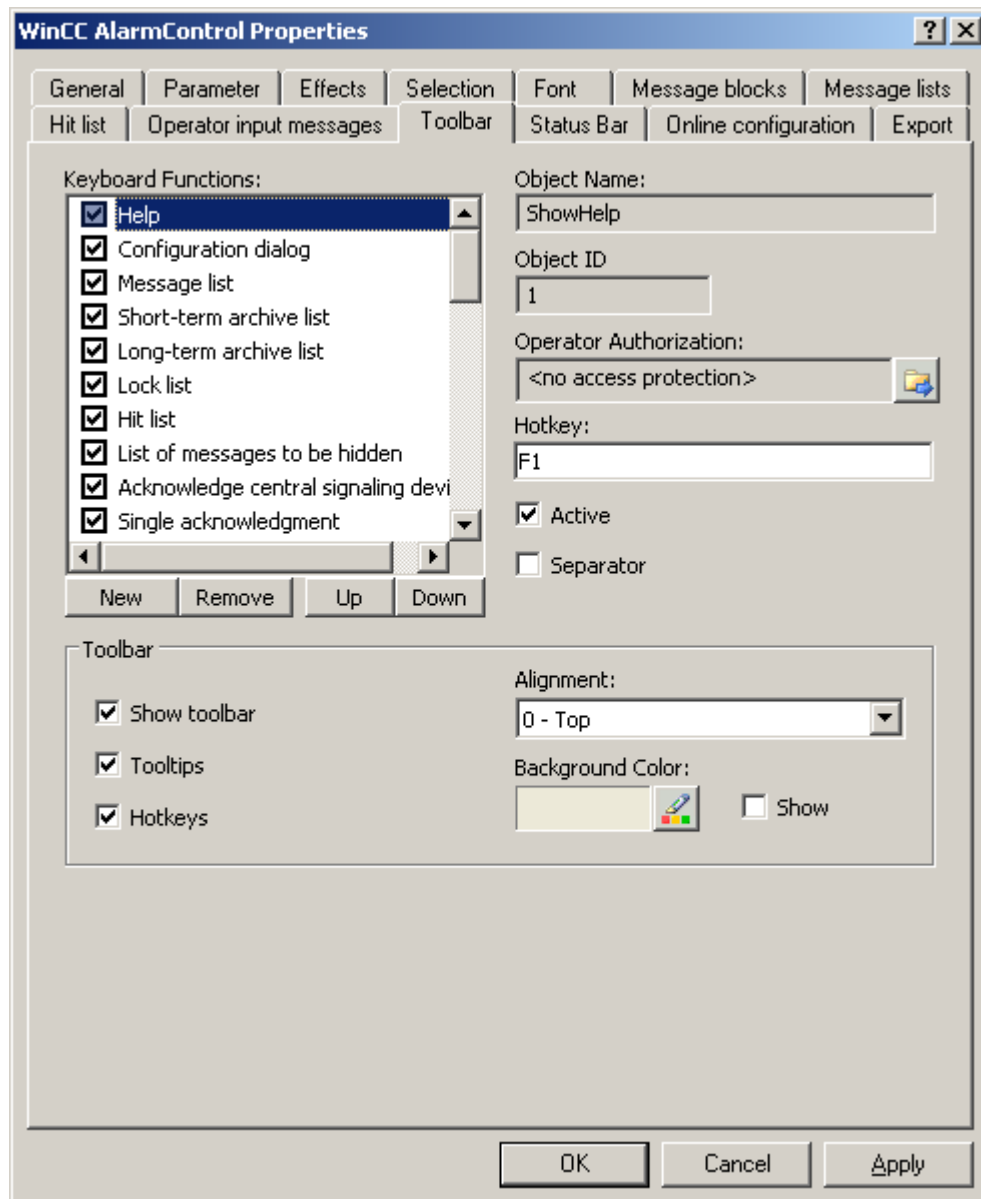 WinCC AlarmControl Properties
General Parameter Effects Selection Font Message blocks Message lists
Hit list Operator input messages Toolbar Status Bar Online configuration Export
Keyboard Functions:
Help
Configuration dialog
Message list
Short-term archive list
Long-term archive list
Lock list
Hit list
List of messages to be hidden
Acknowledge central signaling devi
Single acknowledgment
New Remove Up Down
Object Name:
ShowHelp
Object ID
1
Operator Authorization:
<no access protection>
Hotkey:
F1
Active
Separator
Toolbar
Show toolbar
Tooltips
Hotkeys
Alignment:
0 - Top
Background Color:
Show
OK Cancel Apply